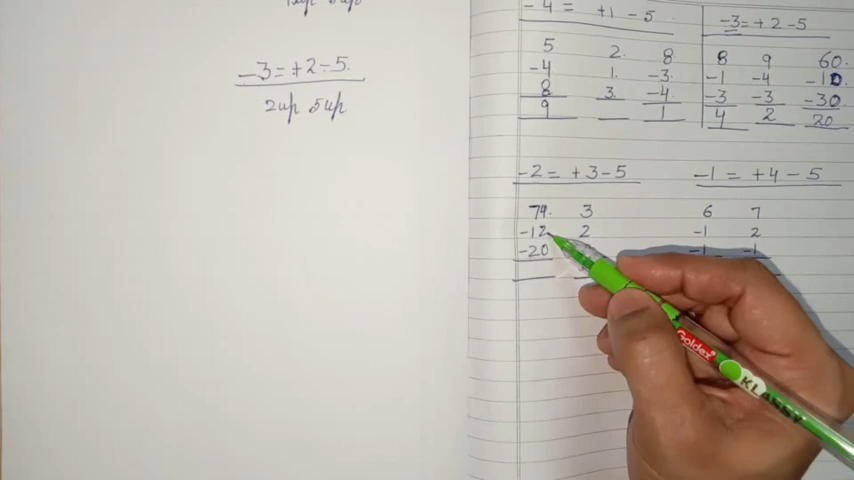 -3=+2-5.
2up 5up
-4= +1-5
5 2. 8
-4 1. -3.
8 3. -4.
9 1
-3=+2-5
8 9 60.
-1 -4 -10.
-3 -3 -30
4 2 20
-2= +3-5
74. 3
-12 2
-20
-1= +4-5
6 7
-1 2
-1 -1
Goldex
KLASSY